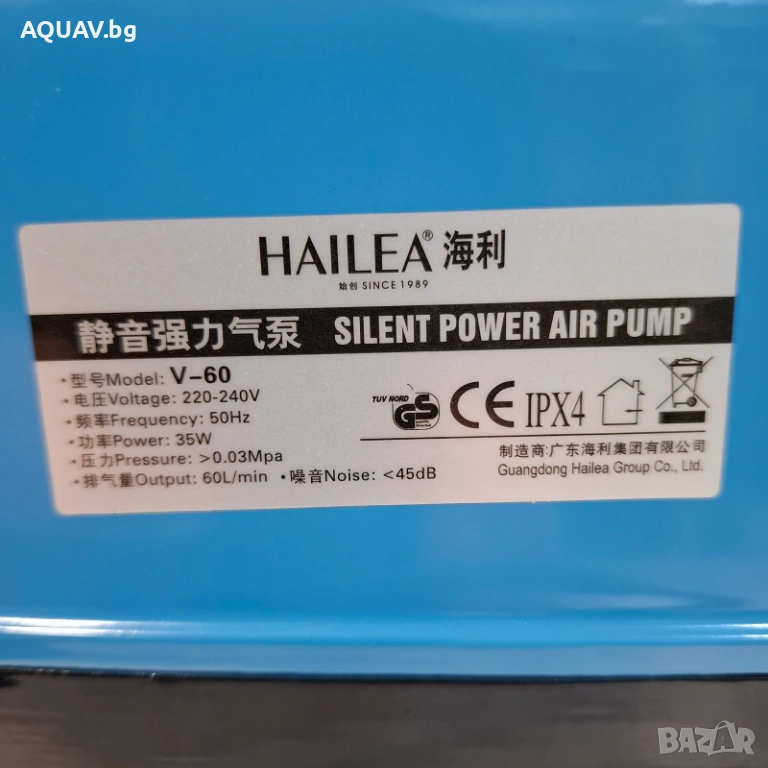 AQUAV.бг
HAILEA® 海利
始创 SINCE 1989
静音强力气泵 SILENT POWER AIR PUMP
·型号Model: V-60
·电压Voltage: 220-240V
·频率Frequency: 50Hz
·功率Power: 35W
·压力Pressure: >0.03Mpa
·排气量Output: 60L/min ·噪音Noise: <45dB
TUV NORD
GS CE IPX4
制造商:广东海利集团有限公司
Guangdong Hailea Group Co., Ltd.
BAZAR